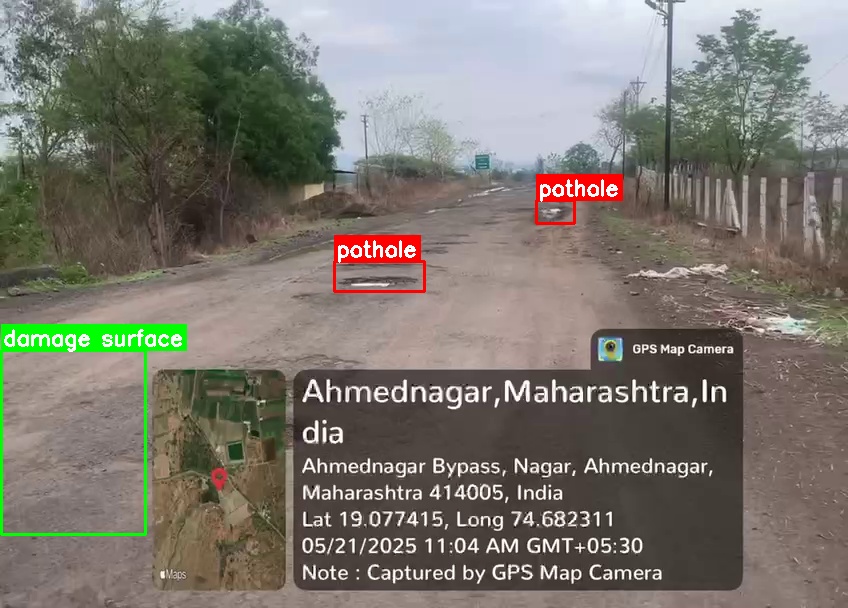 pothole
pothole
damage surface
GPS Map Camera
Ahmednagar,Maharashtra,In
dia
Ahmednagar Bypass, Nagar, Ahmednagar,
Maharashtra 414005, India
Lat 19.077415, Long 74.682311
05/21/2025 11:04 AM GMT+05:30
Note : Captured by GPS Map Camera
Maps